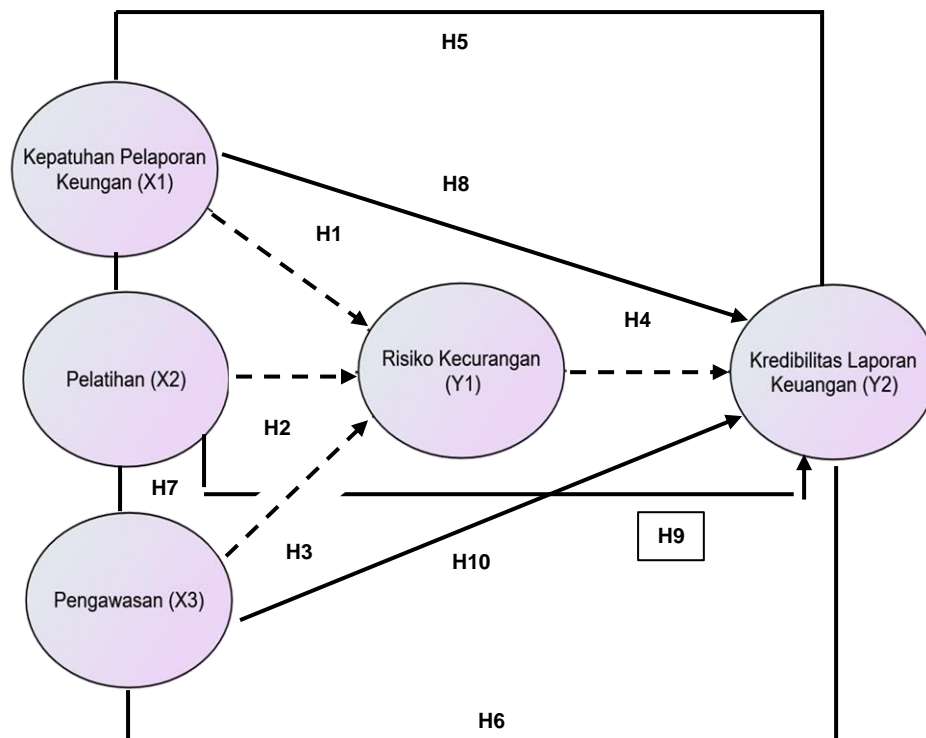 H5
Kepatuhan Pelaporan
Keungan (X1)
H8
H1
Risiko Kecurangan
(Y1)
H4
Kredibilitas Laporan
Keuangan (Y2)
Pelatihan (X2)
H2
H7
H9
H3
H10
Pengawasan (X3)
H6